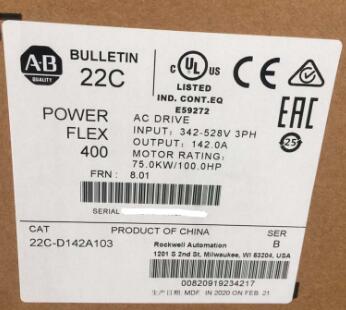 A-B
QUALITY
BULLETIN
22C
POWER
FLEX
400
C UL US
LISTED
IND. CONT.EQ
E59272
CE
EAC
25
AC DRIVE
INPUT: 342-528V 3PH
OUTPUT: 142.0A
MOTOR RATING:
75.0KW/100.0HP
FRN : 8.01
SERIAL
CAT PRODUCT OF CHINA SER
22C-D142A103 Rockwell Automation B
1201 S 2nd St. Milwaukee, WI 53204, USA
00820919234217
生产日期 MDF. IN 2020 ON FEB. 21